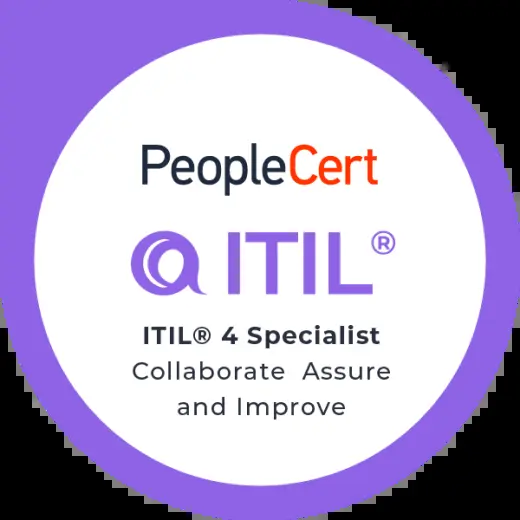 PeopleCert
ITIL®
ITIL® 4 Specialist
Collaborate Assure
and Improve